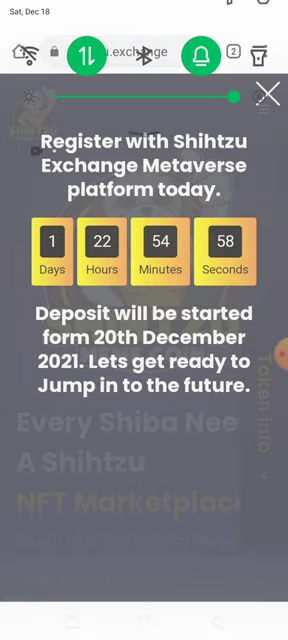 Sat, Dec 18
u.exchange
2
Register with Shihtzu
Exchange Metaverse
platform today.
1 22 54 58
Days Hours Minutes Seconds
Deposit will be started
form 20th December
2021. Lets get ready to
Jump in to the future.
Every Shiba Nee
A Shihtzu
NFT Marketplac
Token info